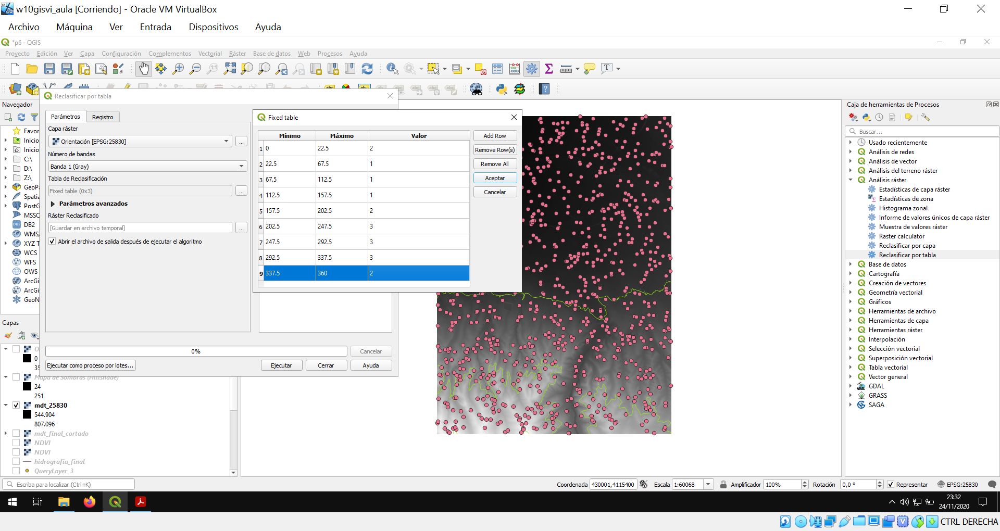 w10gisvi_aula [Corriendo] - Oracle VM VirtualBox
Archivo Máquina Ver Entrada Dispositivos Ayuda
*p6 - QGIS
Proyecto Edición Ver Capa Configuración Complementos Vectorial Ráster Base de datos Web Procesos Ayuda
Navegador
Favor
Inicio
Inicio
C:\
D:\
Z:\
GeoPa
Spatia
PostG
MSSC
DB2
WMS/
XYZ T
WCS
WFS
OWS
ArcGi
ArcGi
GeoN
Capas
0
35
Mapa de Sombras (Hillshade)
24
251
mdt_25830
544.904
807.096
mdt_final_cortado
NDVI
NDVI
hidrografia_final
QueryLayer_3
Reclasificar por tabla
Parámetros Registro
Capa ráster
Orientación [EPSG:25830]
...
Número de bandas
Banda 1 (Gray)
Tabla de Reclasificación
Fixed table (0x3)
...
Parámetros avanzados
Ráster Reclasificado
[Guardar en archivo temporal]
...
Abrir el archivo de salida después de ejecutar el algoritmo
0%
Cancelar
Ejecutar como proceso por lotes...
Ejecutar Cerrar Ayuda
Fixed table
Mínimo Máximo Valor
1 0 22.5 2
2 22.5 67.5 1
3 67.5 112.5 1
4 112.5 157.5 1
5 157.5 202.5 2
6 202.5 247.5 3
7 247.5 292.5 3
8 292.5 337.5 3
9 337.5 360 2
Add Row
Remove Row(s)
Remove All
Aceptar
Cancelar
Caja de herramientas de Procesos
Buscar...
Usado recientemente
Análisis de redes
Análisis de vector
Análisis del terreno ráster
Análisis ráster
Estadísticas de capa ráster
Estadísticas de zona
Histograma zonal
Informe de valores únicos de capa ráster
Muestra de valores ráster
Raster calculator
Reclasificar por capa
Reclasificar por tabla
Base de datos
Cartografía
Creación de vectores
Geometría vectorial
Gráficos
Herramientas de archivo
Herramientas de capa
Herramientas ráster
Interpolación
Selección vectorial
Superposición vectorial
Tabla vectorial
Vector general
GDAL
GRASS
SAGA
Escriba para localizar (Ctrl+K)
Coordenada 430001,4115400 Escala 1:60068 Amplificador 100% Rotación 0,0 ° Representar EPSG:25830
23:32
24/11/2020
CTRL DERECHA